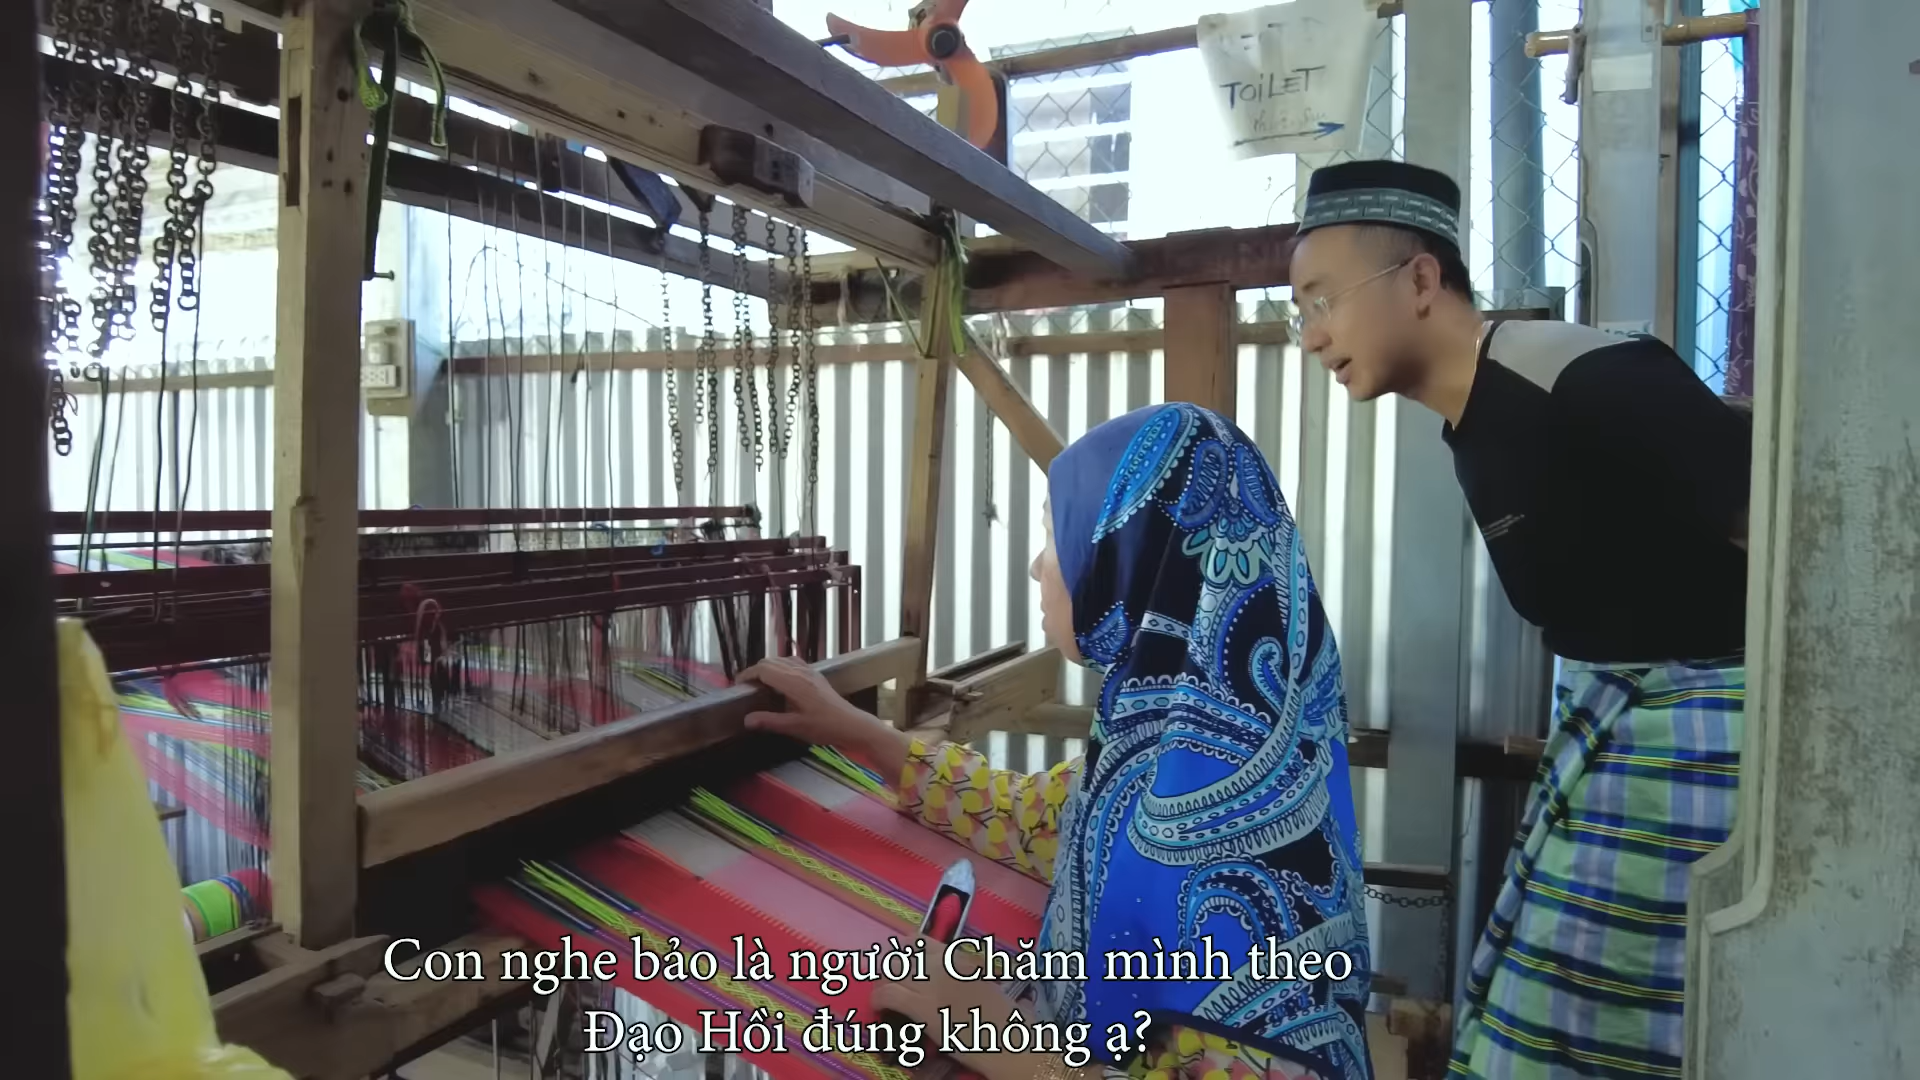 TOiLET
Con nghe bảo là người Chăm mình theo
Đạo Hồi đúng không ạ?